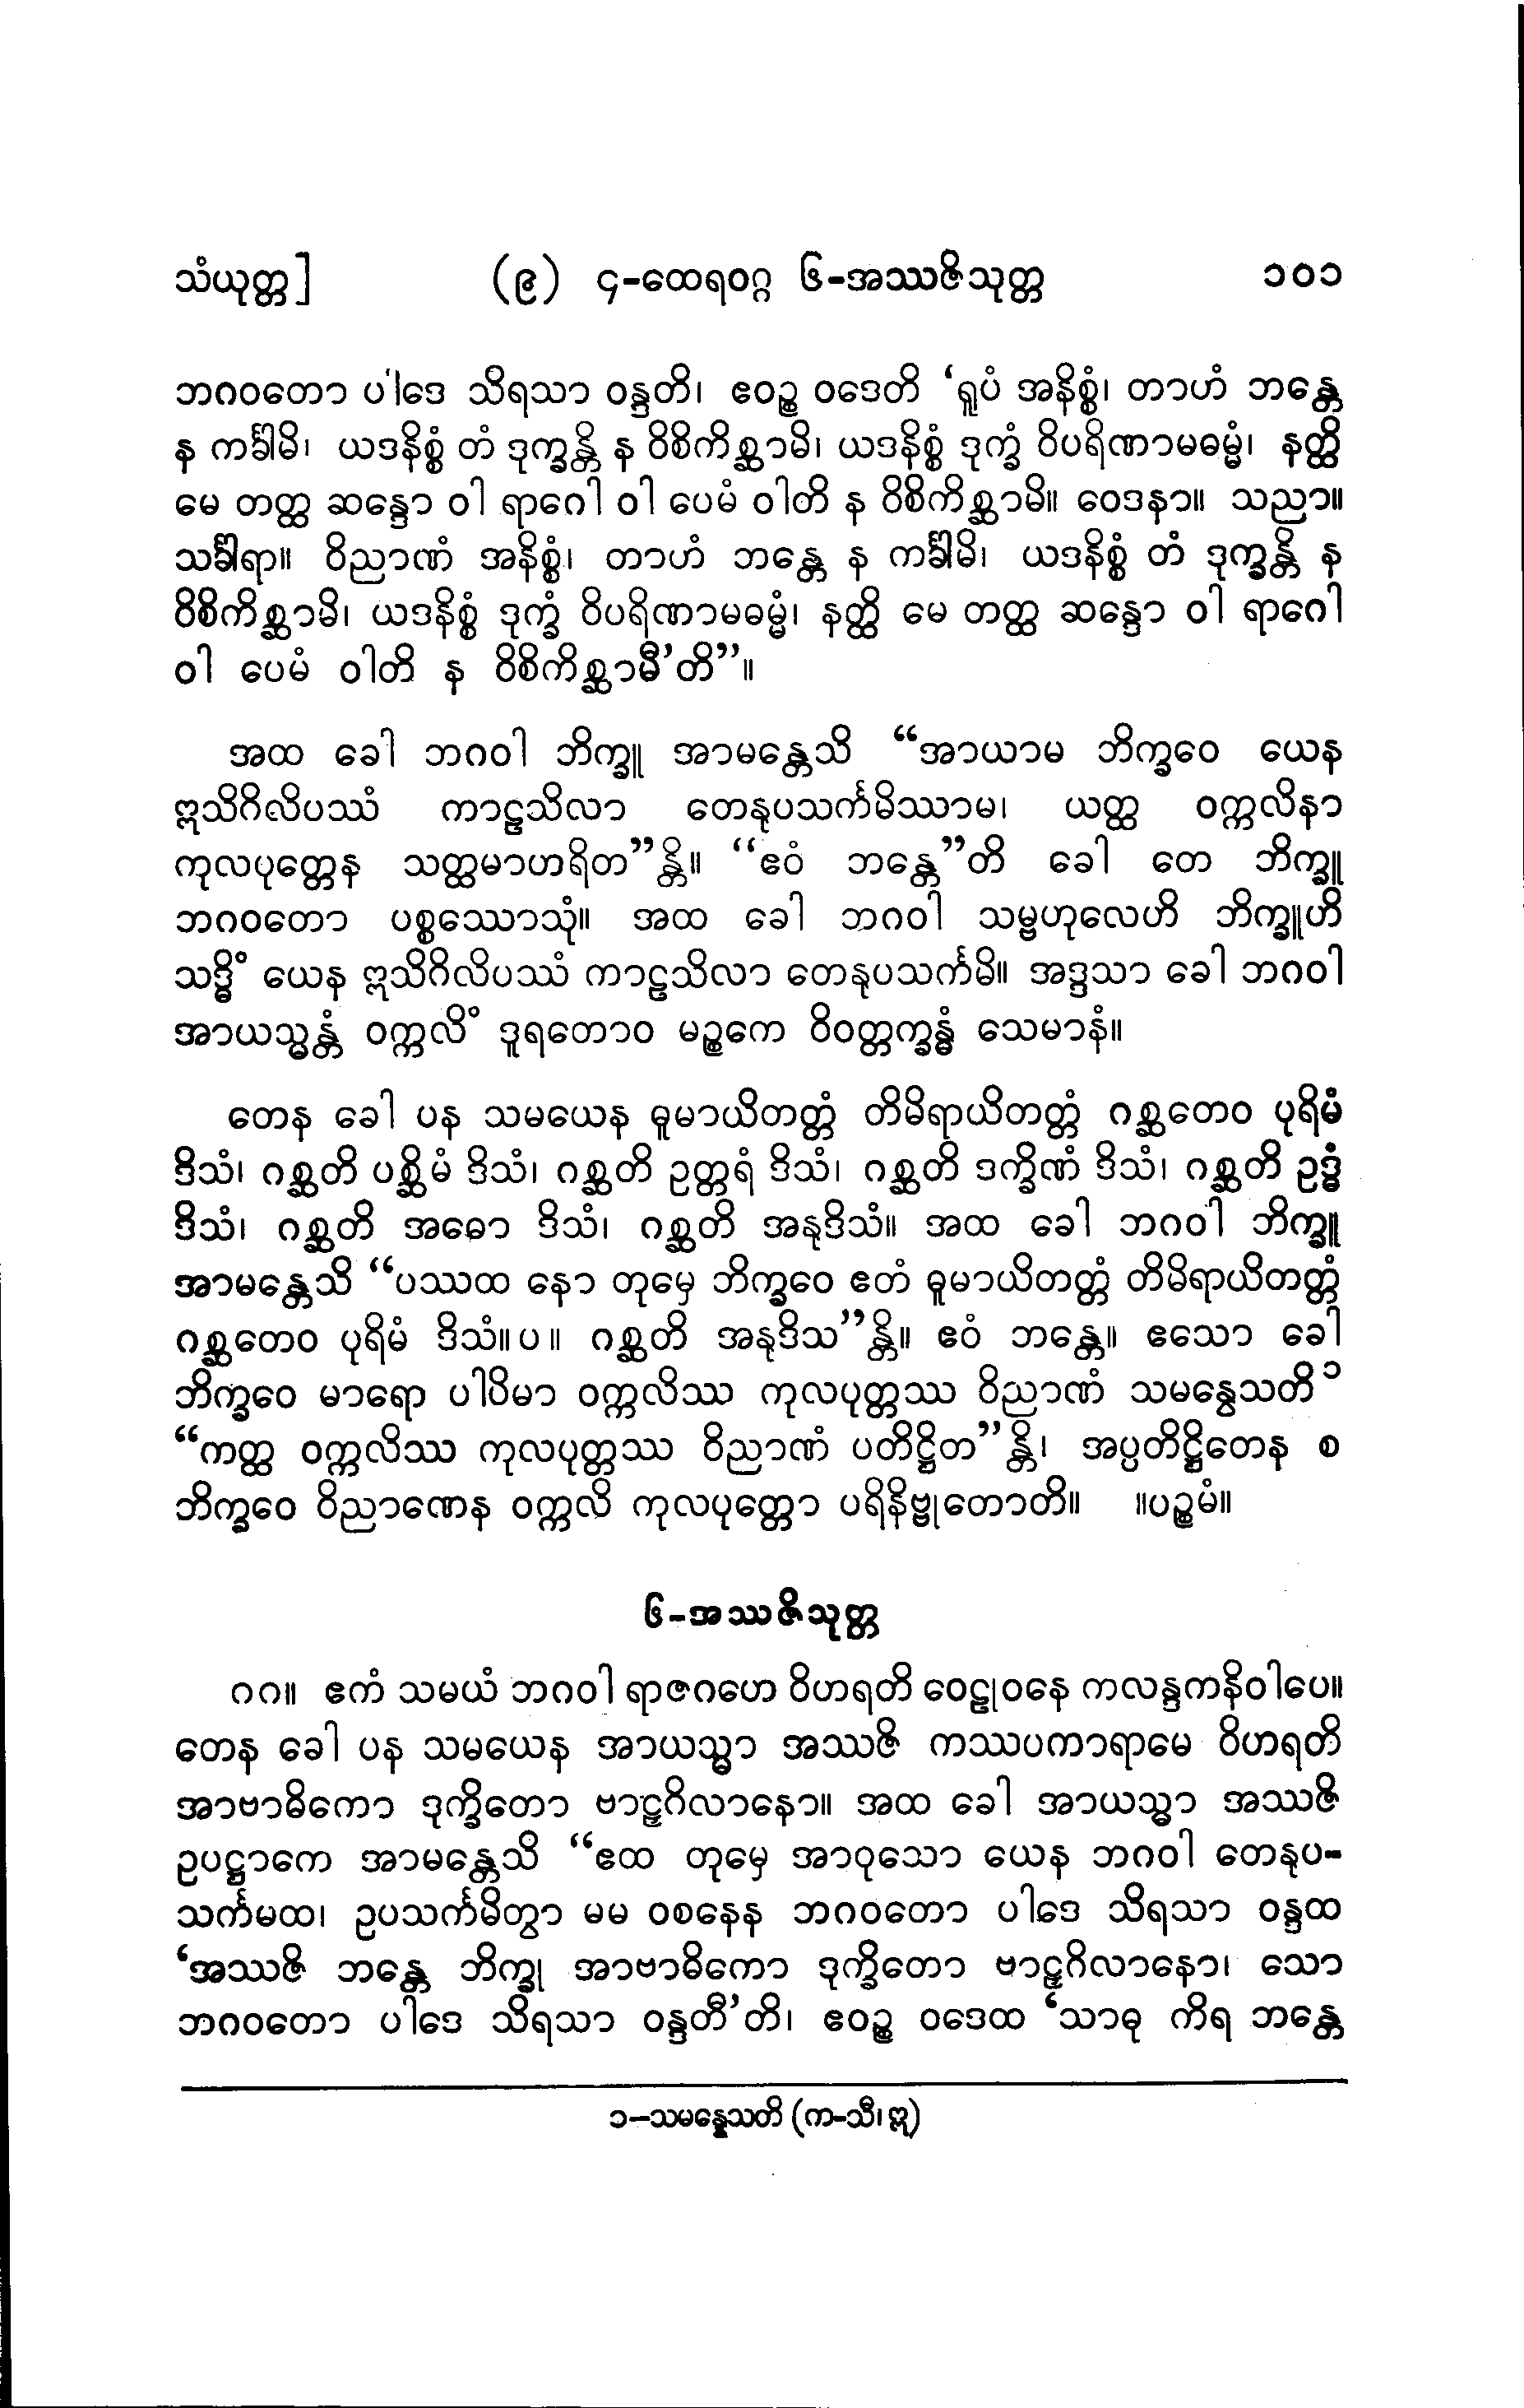 သံယုတ္တ] (၉) ၄-ထေရဝဂ္ဂ ၆-အဿဇိသုတ္တ ၁၀၁
ဘဂဝတော ပါဒေ သိရသာ ဝန္ဒတိ၊ ဧဝဉ္စ ဝဒေတိ ‘ရူပံ အနိစ္စံ၊ တာဟံ ဘန္တေ
န ကင်္ခါမိ၊ ယဒနိစ္စံ တံ ဒုက္ခန္တိ န ဝိစိကိစ္ဆာမိ၊ ယဒနိစ္စံ ဒုက္ခံ ဝိပရိဏာမဓမ္မံ၊ နတ္ထိ
မေ တတ္ထ ဆန္ဒော ဝါ ရာဂေါ ဝါ ပေမံ ဝါတိ န ဝိစိကိစ္ဆာမိ။ ဝေဒနာ။ သညာ။
သင်္ခါရာ။ ဝိညာဏံ အနိစ္စံ၊ တာဟံ ဘန္တေ န ကင်္ခါမိ၊ ယဒနိစ္စံ တံ ဒုက္ခန္တိ န
ဝိစိကိစ္ဆာမိ၊ ယဒနိစ္စံ ဒုက္ခံ ဝိပရိဏာမဓမ္မံ၊ နတ္ထိ မေ တတ္ထ ဆန္ဒော ဝါ ရာဂေါ
ဝါ ပေမံ ဝါတိ န ဝိစိကိစ္ဆာမီ’တိ”။
အထ ခေါ ဘဂဝါ ဘိက္ခူ အာမန္တေသိ “အာယာမ ဘိက္ခဝေ ယေန
ဣသိဂိလိပဿံ ကာဠသိလာ တေနုပသင်္ကမိဿာမ၊ ယတ္ထ ဝက္ကလိနာ
ကုလပုတ္တေန သတ္ထမာဟရိတ”န္တိ။ “ဧဝံ ဘန္တေ”တိ ခေါ တေ ဘိက္ခူ
ဘဂဝတော ပစ္စဿောသုံ။ အထ ခေါ ဘဂဝါ သမ္ဗဟုလေဟိ ဘိက္ခူဟိ
သဒ္ဓိံ ယေန ဣသိဂိလိပဿံ ကာဠသိလာ တေနုပသင်္ကမိ။ အဒ္ဒသာ ခေါ ဘဂဝါ
အာယသ္မန္တံ ဝက္ကလိံ ဒူရတောဝ မဉ္စကေ ဝိဝတ္တက္ခန္ဓံ သေမာနံ။
တေန ခေါ ပန သမယေန ဓူမာယိတတ္တံ တိမိရာယိတတ္တံ ဂစ္ဆတေဝ ပုရိမံ
ဒိသံ၊ ဂစ္ဆတိ ပစ္ဆိမံ ဒိသံ၊ ဂစ္ဆတိ ဥတ္တရံ ဒိသံ၊ ဂစ္ဆတိ ဒက္ခိဏံ ဒိသံ၊ ဂစ္ဆတိ ဥဒ္ဓံ
ဒိသံ၊ ဂစ္ဆတိ အဓော ဒိသံ၊ ဂစ္ဆတိ အနုဒိသံ။ အထ ခေါ ဘဂဝါ ဘိက္ခူ
အာမန္တေသိ “ပဿထ နော တုမှေ ဘိက္ခဝေ ဧတံ ဓူမာယိတတ္တံ တိမိရာယိတတ္တံ
ဂစ္ဆတေဝ ပုရိမံ ဒိသံ။ပ။ ဂစ္ဆတိ အနုဒိသ”န္တိ။ ဧဝံ ဘန္တေ။ ဧသော ခေါ
ဘိက္ခဝေ မာရော ပါပိမာ ဝက္ကလိဿ ကုလပုတ္တဿ ဝိညာဏံ သမန္ဝေသတိ ၁
“ကတ္ထ ဝက္ကလိဿ ကုလပုတ္တဿ ဝိညာဏံ ပတိဋ္ဌိတ”န္တိ၊ အပ္ပတိဋ္ဌိတေန စ
ဘိက္ခဝေ ဝိညာဏေန ဝက္ကလိ ကုလပုတ္တော ပရိနိဗ္ဗုတောတိ။ ။ပဉ္စမံ။
၆-အဿဇိသုတ္တ
၈၈။ ဧကံ သမယံ ဘဂဝါ ရာဇဂဟေ ဝိဟရတိ ဝေဠုဝနေ ကလန္ဒကနိဝါပေ။
တေန ခေါ ပန သမယေန အာယသ္မာ အဿဇိ ကဿပကာရာမေ ဝိဟရတိ
အာဗာဓိကော ဒုက္ခိတော ဗာဠှဂိလာနော။ အထ ခေါ အာယသ္မာ အဿဇိ
ဥပဋ္ဌာကေ အာမန္တေသိ “ဧထ တုမှေ အာဝုသော ယေန ဘဂဝါ တေနုပ-
သင်္ကမထ၊ ဥပသင်္ကမိတွာ မမ ဝစနေန ဘဂဝတော ပါဒေ သိရသာ ဝန္ဒထ
‘အဿဇိ ဘန္တေ ဘိက္ခု အာဗာဓိကော ဒုက္ခိတော ဗာဠှဂိလာနော၊ သော
ဘဂဝတော ပါဒေ သိရသာ ဝန္ဒတီ’တိ၊ ဧဝဉ္စ ဝဒေထ ‘သာဓု ကိရ ဘန္တေ
၁-သမန္နေသတိ (က-သီ၊ ဣ)